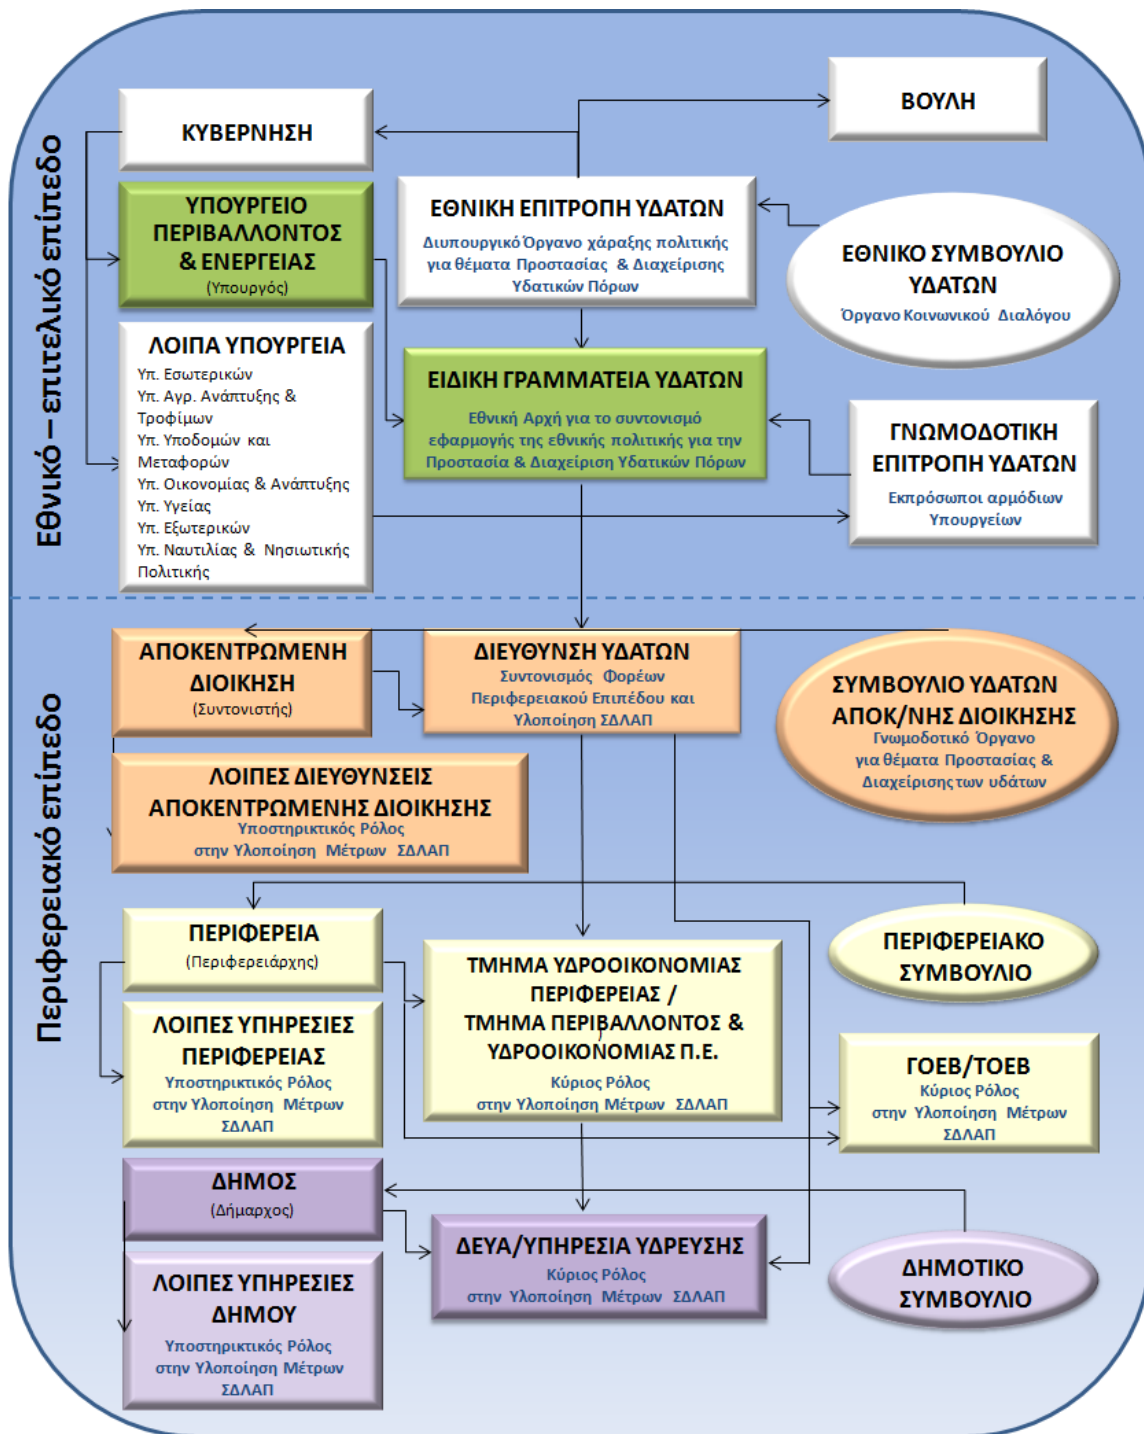 Εθνικό – επιτελικό επίπεδο
ΚΥΒΕΡΝΗΣΗ
ΒΟΥΛΗ
ΥΠΟΥΡΓΕΙΟ
ΠΕΡΙΒΑΛΛΟΝΤΟΣ
& ΕΝΕΡΓΕΙΑΣ
(Υπουργός)
ΕΘΝΙΚΗ ΕΠΙΤΡΟΠΗ ΥΔΑΤΩΝ
Διυπουργικό Όργανο χάραξης πολιτικής
για θέματα Προστασίας & Διαχείρισης
Υδατικών Πόρων
ΕΘΝΙΚΟ ΣΥΜΒΟΥΛΙΟ
ΥΔΑΤΩΝ
Όργανο Κοινωνικού Διαλόγου
ΛΟΙΠΑ ΥΠΟΥΡΓΕΙΑ
Υπ. Εσωτερικών
Υπ. Αγρ. Ανάπτυξης &
Τροφίμων
Υπ. Υποδομών και
Μεταφορών
Υπ. Οικονομίας & Ανάπτυξης
Υπ. Υγείας
Υπ. Εξωτερικών
Υπ. Ναυτιλίας & Νησιωτικής
Πολιτικής
ΕΙΔΙΚΗ ΓΡΑΜΜΑΤΕΙΑ ΥΔΑΤΩΝ
Εθνική Αρχή για το συντονισμό
εφαρμογής της εθνικής πολιτικής για την
Προστασία & Διαχείριση Υδατικών Πόρων
ΓΝΩΜΟΔΟΤΙΚΗ
ΕΠΙΤΡΟΠΗ ΥΔΑΤΩΝ
Εκπρόσωποι αρμόδιων
Υπουργείων
Περιφερειακό επίπεδο
ΑΠΟΚΕΝΤΡΩΜΕΝΗ
ΔΙΟΙΚΗΣΗ
(Συντονιστής)
ΔΙΕΥΘΥΝΣΗ ΥΔΑΤΩΝ
Συντονισμός Φορέων
Περιφερειακού Επιπέδου και
Υλοποίηση ΣΔΛΑΠ
ΣΥΜΒΟΥΛΙΟ ΥΔΑΤΩΝ
ΑΠΟΚ/ΝΗΣ ΔΙΟΙΚΗΣΗΣ
Γνωμοδοτικό Όργανο
για θέματα Προστασίας &
Διαχείρισης των υδάτων
ΛΟΙΠΕΣ ΔΙΕΥΘΥΝΣΕΙΣ
ΑΠΟΚΕΝΤΡΩΜΕΝΗΣ ΔΙΟΙΚΗΣΗΣ
Υποστηρικτικός Ρόλος
στην Υλοποίηση Μέτρων ΣΔΛΑΠ
ΠΕΡΙΦΕΡΕΙΑ
(Περιφερειάρχης)
ΤΜΗΜΑ ΥΔΡΟΟΙΚΟΝΟΜΙΑΣ
ΠΕΡΙΦΕΡΕΙΑΣ /
ΤΜΗΜΑ ΠΕΡΙΒΑΛΛΟΝΤΟΣ &
ΥΔΡΟΟΙΚΟΝΟΜΙΑΣ Π.Ε.
Κύριος Ρόλος
στην Υλοποίηση Μέτρων ΣΔΛΑΠ
ΠΕΡΙΦΕΡΕΙΑΚΟ
ΣΥΜΒΟΥΛΙΟ
ΛΟΙΠΕΣ ΥΠΗΡΕΣΙΕΣ
ΠΕΡΙΦΕΡΕΙΑΣ
Υποστηρικτικός Ρόλος
στην Υλοποίηση Μέτρων
ΣΔΛΑΠ
ΓΟΕΒ/ΤΟΕΒ
Κύριος Ρόλος
στην Υλοποίηση Μέτρων
ΣΔΛΑΠ
ΔΗΜΟΣ
(Δήμαρχος)
ΔΕΥΑ/ΥΠΗΡΕΣΙΑ ΥΔΡΕΥΣΗΣ
Κύριος Ρόλος
στην Υλοποίηση Μέτρων ΣΔΛΑΠ
ΔΗΜΟΤΙΚΟ
ΣΥΜΒΟΥΛΙΟ
ΛΟΙΠΕΣ ΥΠΗΡΕΣΙΕΣ
ΔΗΜΟΥ
Υποστηρικτικός Ρόλος
στην Υλοποίηση Μέτρων
ΣΔΛΑΠ